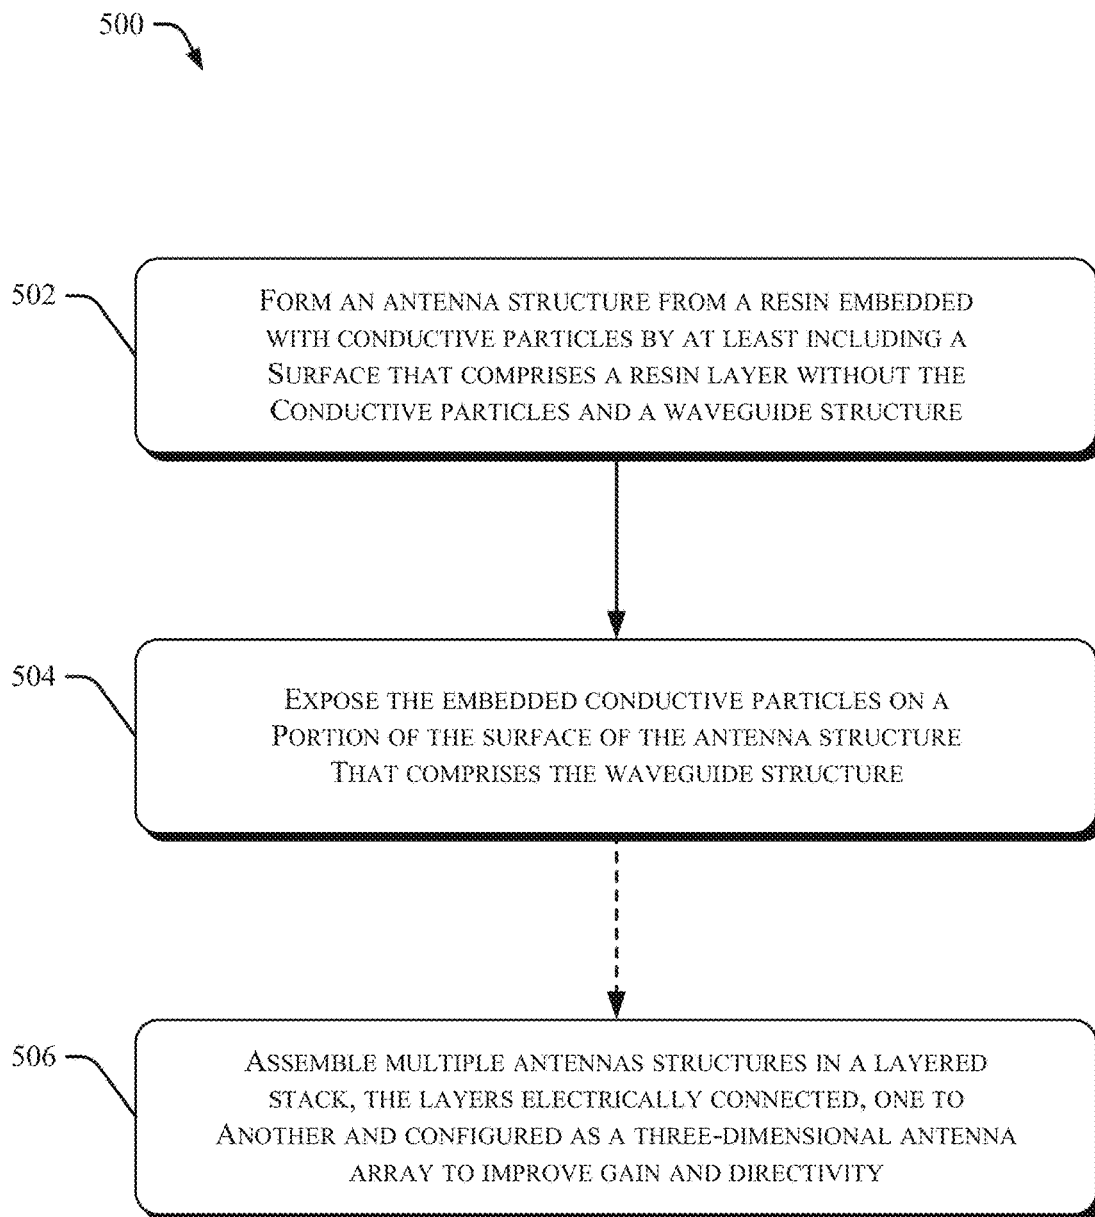 500
502
FORM AN ANTENNA STRUCTURE FROM A RESIN EMBEDDED
WITH CONDUCTIVE PARTICLES BY AT LEAST INCLUDING A
SURFACE THAT COMPRISES A RESIN LAYER WITHOUT THE
CONDUCTIVE PARTICLES AND A WAVEGUIDE STRUCTURE
504
EXPOSE THE EMBEDDED CONDUCTIVE PARTICLES ON A
PORTION OF THE SURFACE OF THE ANTENNA STRUCTURE
THAT COMPRISES THE WAVEGUIDE STRUCTURE
506
ASSEMBLE MULTIPLE ANTENNAS STRUCTURES IN A LAYERED
STACK, THE LAYERS ELECTRICALLY CONNECTED, ONE TO
ANOTHER AND CONFIGURED AS A THREE-DIMENSIONAL ANTENNA
ARRAY TO IMPROVE GAIN AND DIRECTIVITY